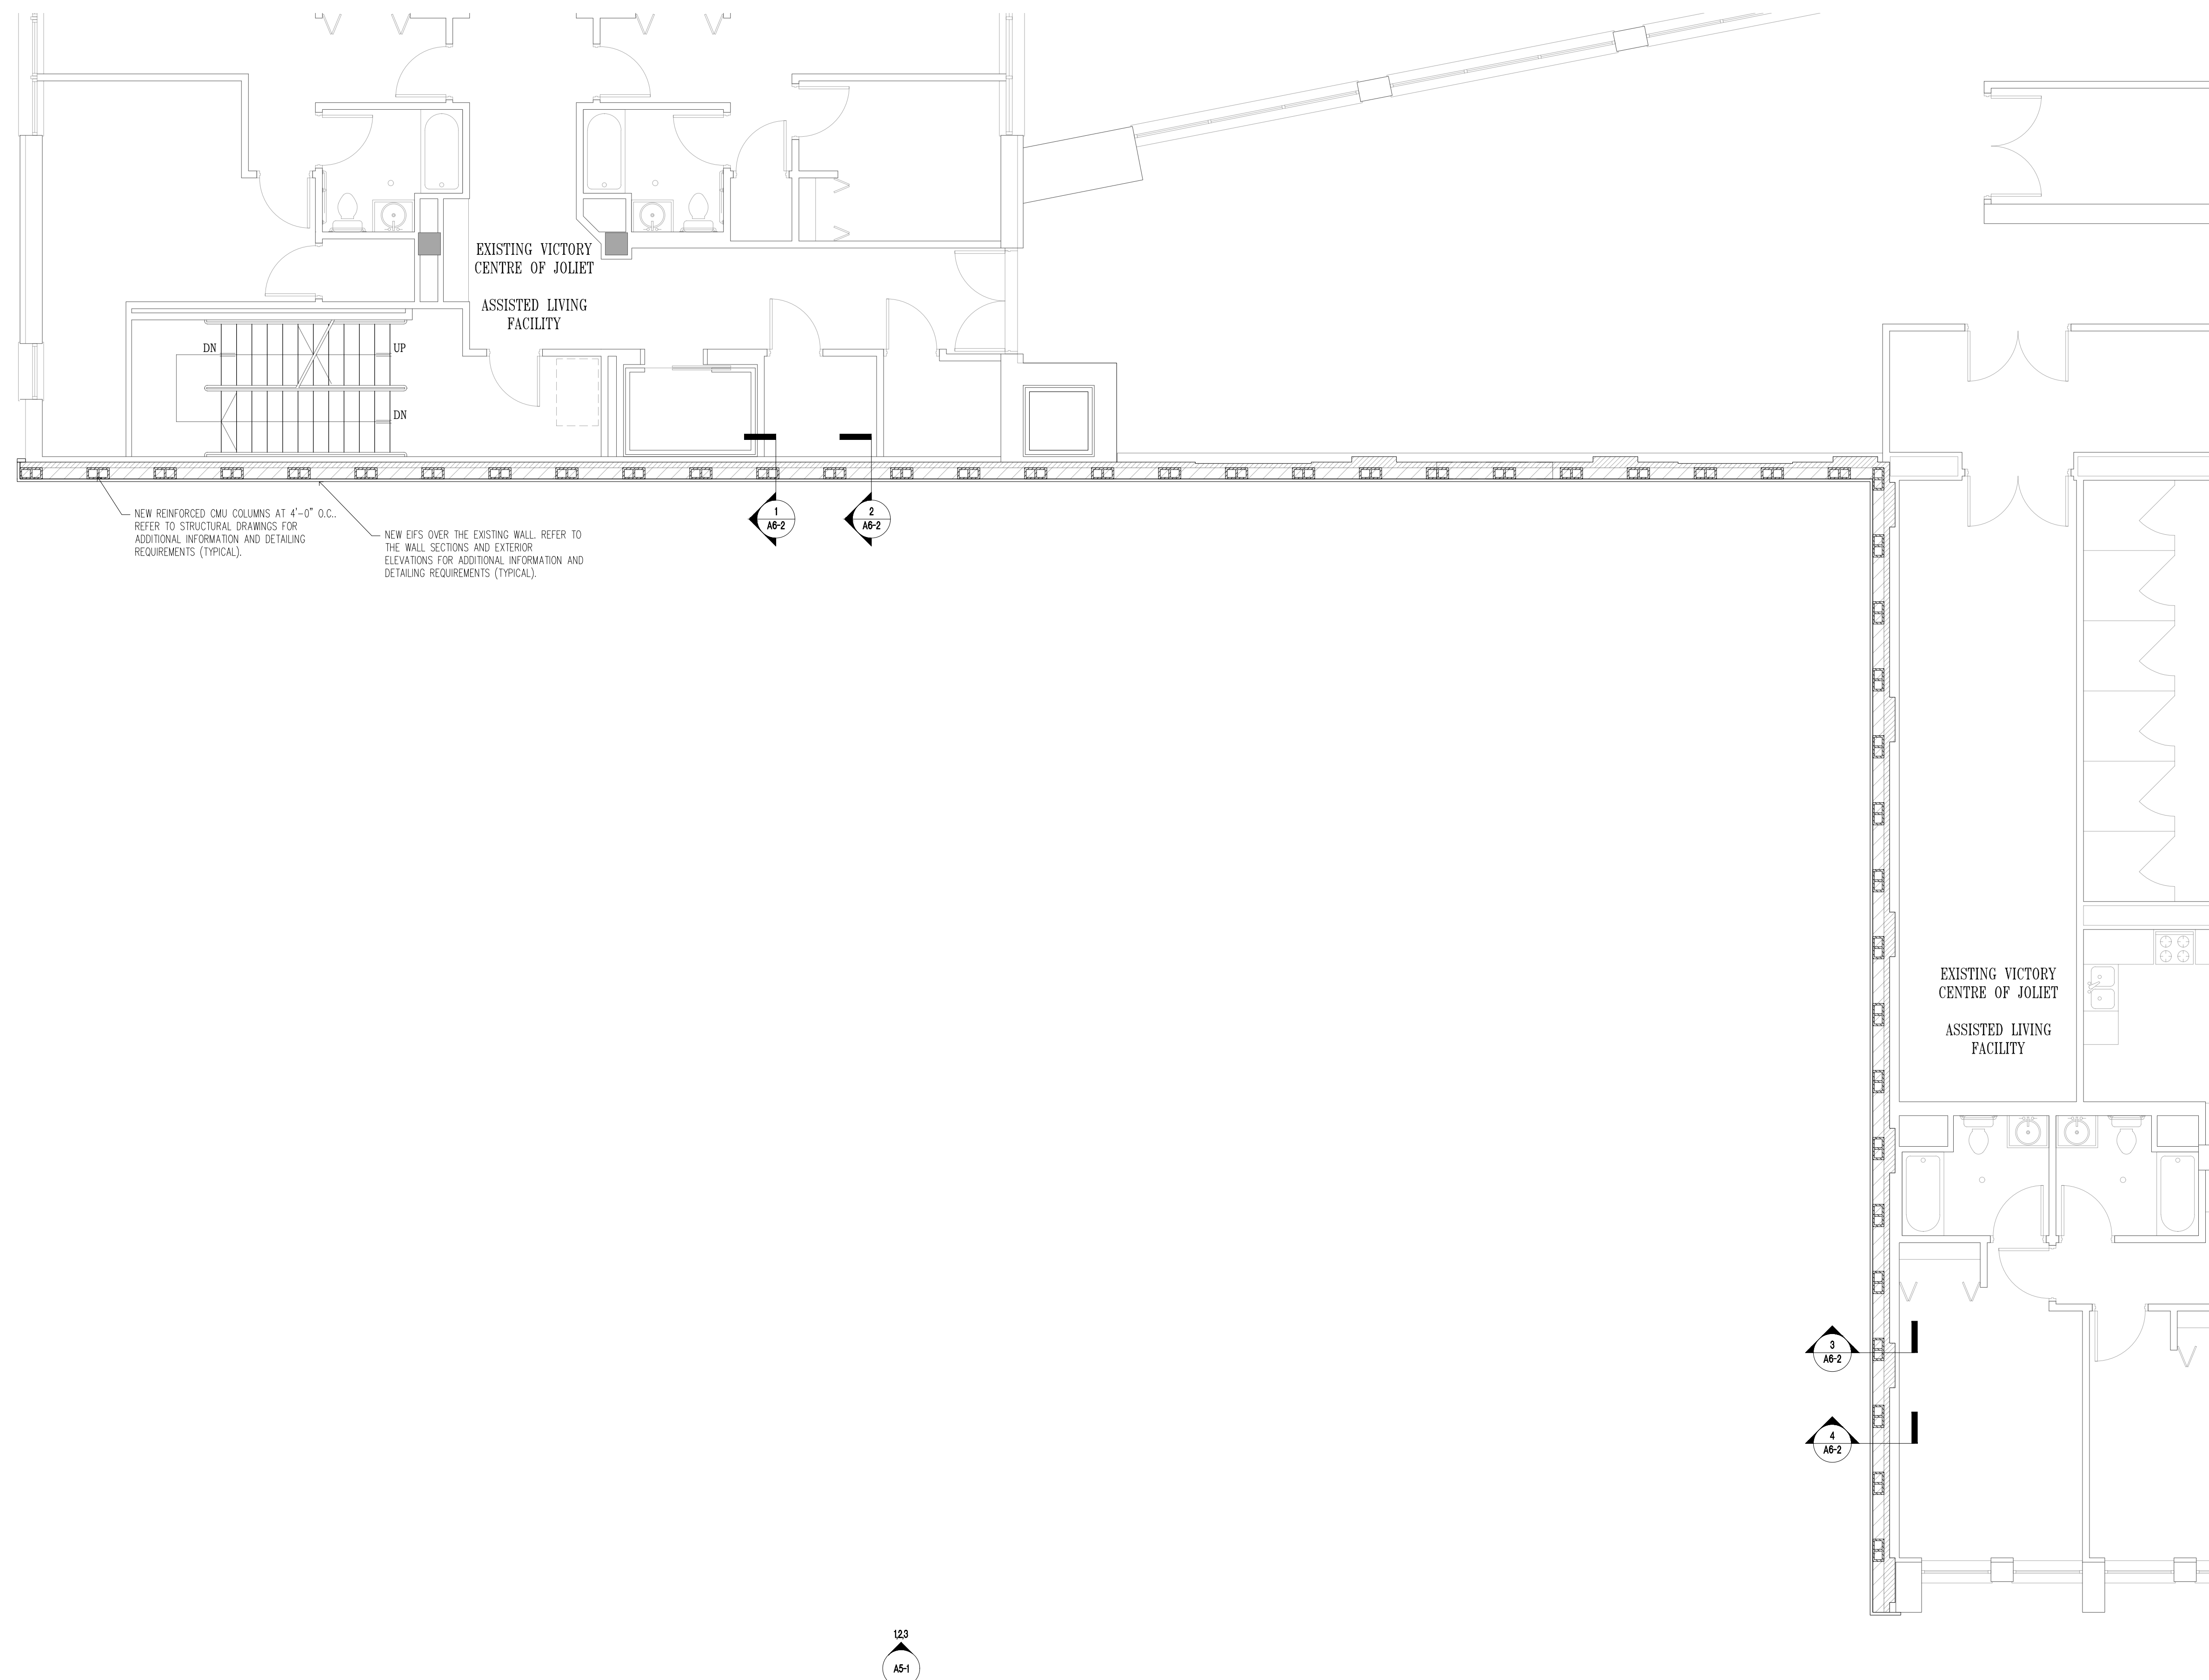 EXISTING VICTORY
CENTRE OF JOLIET
ASSISTED LIVING
FACILITY
DN
UP
DN
NEW REINFORCED CMU COLUMNS AT 4'-0" O.C..
REFER TO STRUCTURAL DRAWINGS FOR
ADDITIONAL INFORMATION AND DETAILING
REQUIREMENTS (TYPICAL).
NEW EIFS OVER THE EXISTING WALL. REFER TO
THE WALL SECTIONS AND EXTERIOR
ELEVATIONS FOR ADDITIONAL INFORMATION AND
DETAILING REQUIREMENTS (TYPICAL).
1
A6-2
2
A6-2
EXISTING VICTORY
CENTRE OF JOLIET
ASSISTED LIVING
FACILITY
3
A6-2
4
A6-2
1,2,3
A5-1